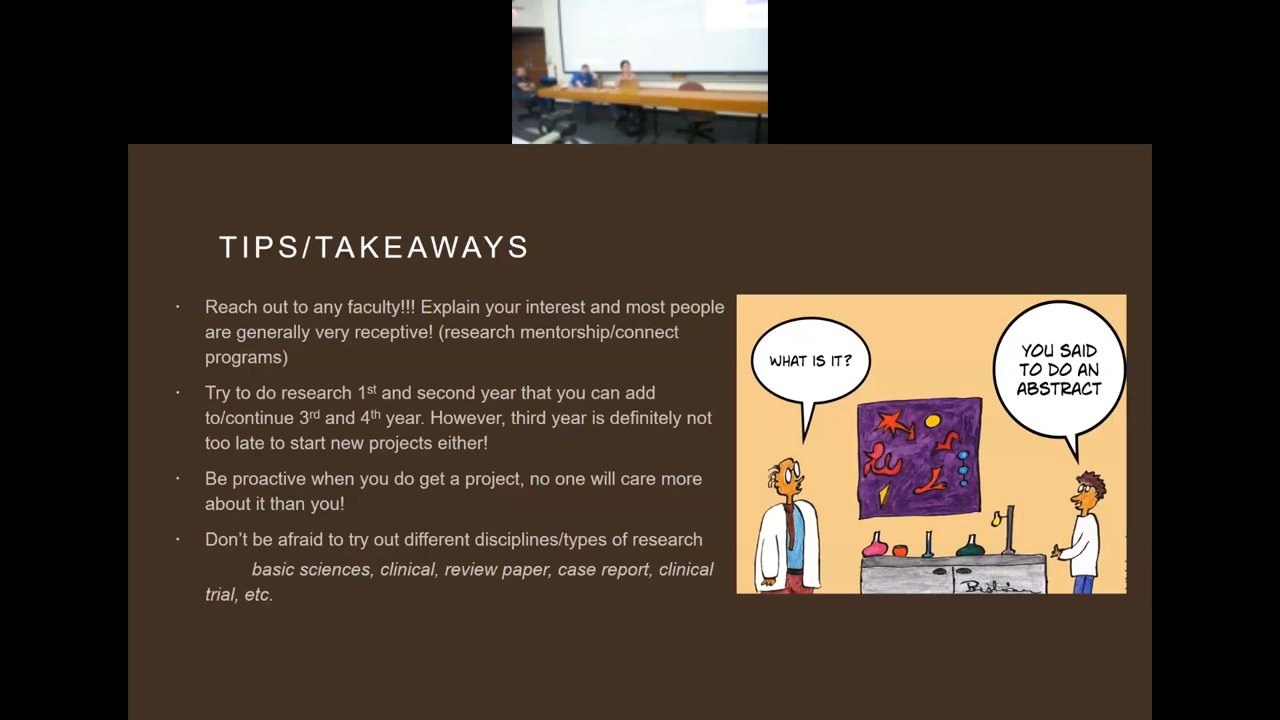 TIPS/TAKEAWAYS
· Reach out to any faculty!!! Explain your interest and most people
are generally very receptive! (research mentorship/connect
programs)
· Try to do research 1st and second year that you can add
to/continue 3rd and 4th year. However, third year is definitely not
too late to start new projects either!
· Be proactive when you do get a project, no one will care more
about it than you!
· Don't be afraid to try out different disciplines/types of research
basic sciences, clinical, review paper, case report, clinical
trial, etc.
WHAT IS IT?
YOU SAID
TO DO AN
ABSTRACT